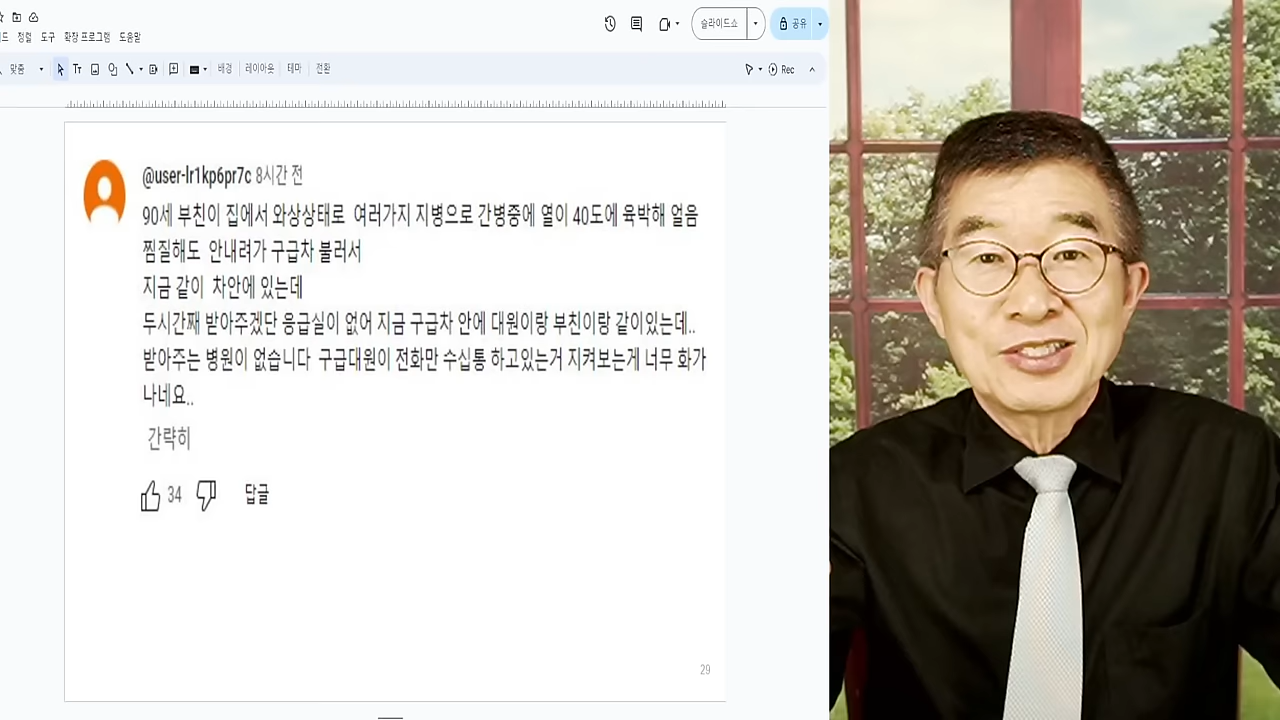 정렬 도구 확장 프로그램 도움말
슬라이드쇼
공유
맞춤
Tт
배경
레이아웃
테마
전환
Rec
@user-lr1kp6pr7c 8시간 전
90세 부친이 집에서 와상상태로 여러가지 지병으로 간병중에 열이 40도에 육박해 얼음
찜질해도 안내려가 구급차 불러서
지금 같이 차안에 있는데
두시간째 받아주겠단 응급실이 없어 지금 구급차 안에 대원이랑 부친이랑 같이있는데..
받아주는 병원이 없습니다 구급대원이 전화만 수십통 하고있는거 지켜보는게 너무 화가
나네요..
간략히
34
답글
29